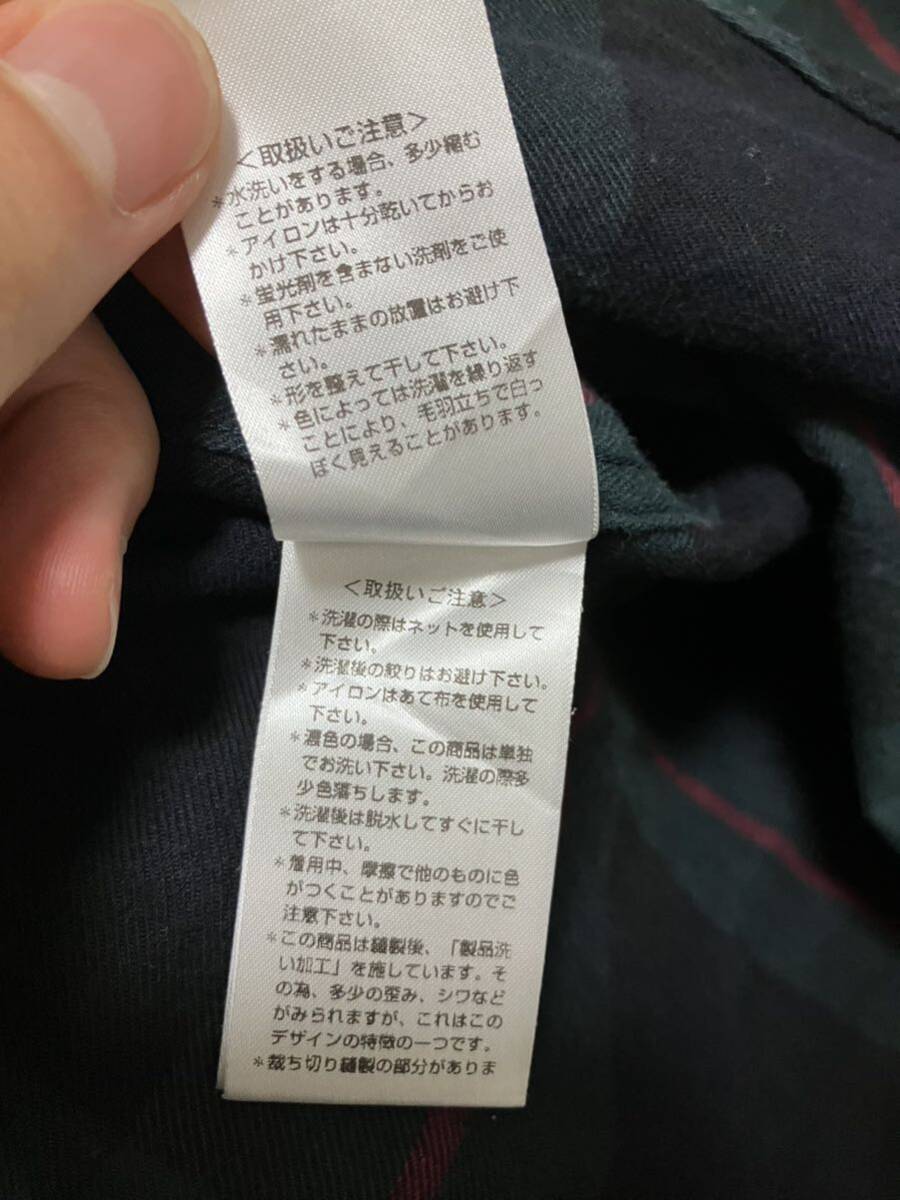 <取扱いご注意>
*水洗いをする場合、多少縮む
ことがあります。
*アイロンは十分乾いてからお
かけ下さい。
*蛍光剤を含まない洗剤をご使
用下さい。
*濡れたままの放置はお避け下
さい。
*形を整えて干して下さい。
*色によっては洗濯を繰り返す
ことにより、毛羽立ちで白っ
ぽく見えることがあります。
<取扱いご注意>
*洗濯の際はネットを使用して
下さい。
*洗濯後の絞りはお避け下さい。
*アイロンはあて布を使用して
下さい。
*濃色の場合、この商品は単独
でお洗い下さい。洗濯の際多
少色落ちします。
*洗濯後は脱水してすぐに干し
て下さい。
*着用中、摩擦で他のものに色
がつくことがありますのでご
注意下さい。
*この商品は縫製後、「製品洗
い加工」を施しています。そ
の為、多少の歪み、シワなど
がみられますが、これはこの
デザインの特徴の一つです。
*裁ち切り縫製の部分がありま